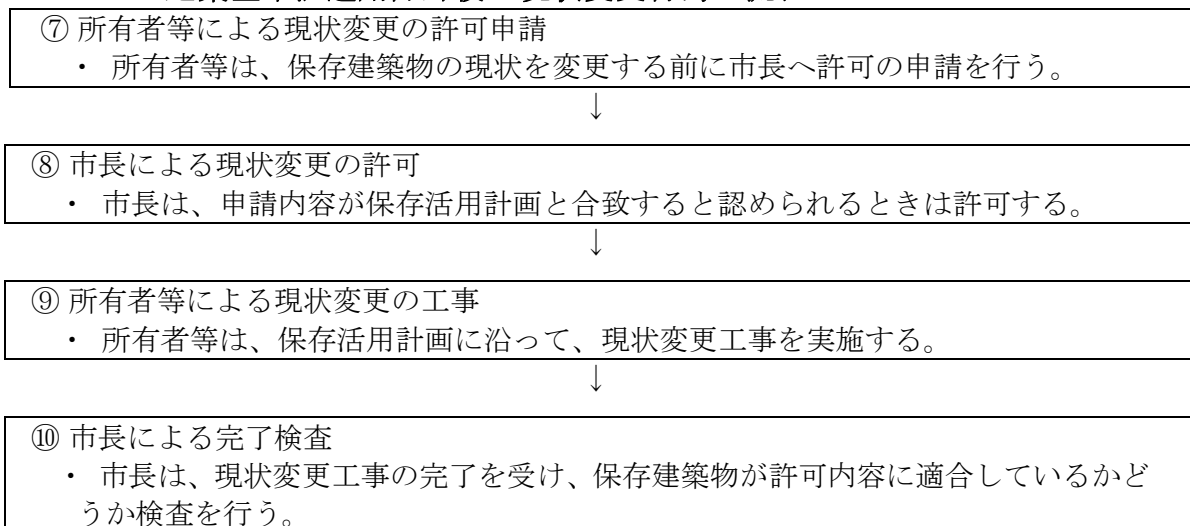 ⑦ 所有者等による現状変更の許可申請
・ 所有者等は、保存建築物の現状を変更する前に市長へ許可の申請を行う。
↓
⑧ 市長による現状変更の許可
・ 市長は、申請内容が保存活用計画と合致すると認められるときは許可する。
↓
⑨ 所有者等による現状変更の工事
・ 所有者等は、保存活用計画に沿って、現状変更工事を実施する。
↓
⑩ 市長による完了検査
・ 市長は、現状変更工事の完了を受け、保存建築物が許可内容に適合しているかど
うか検査を行う。